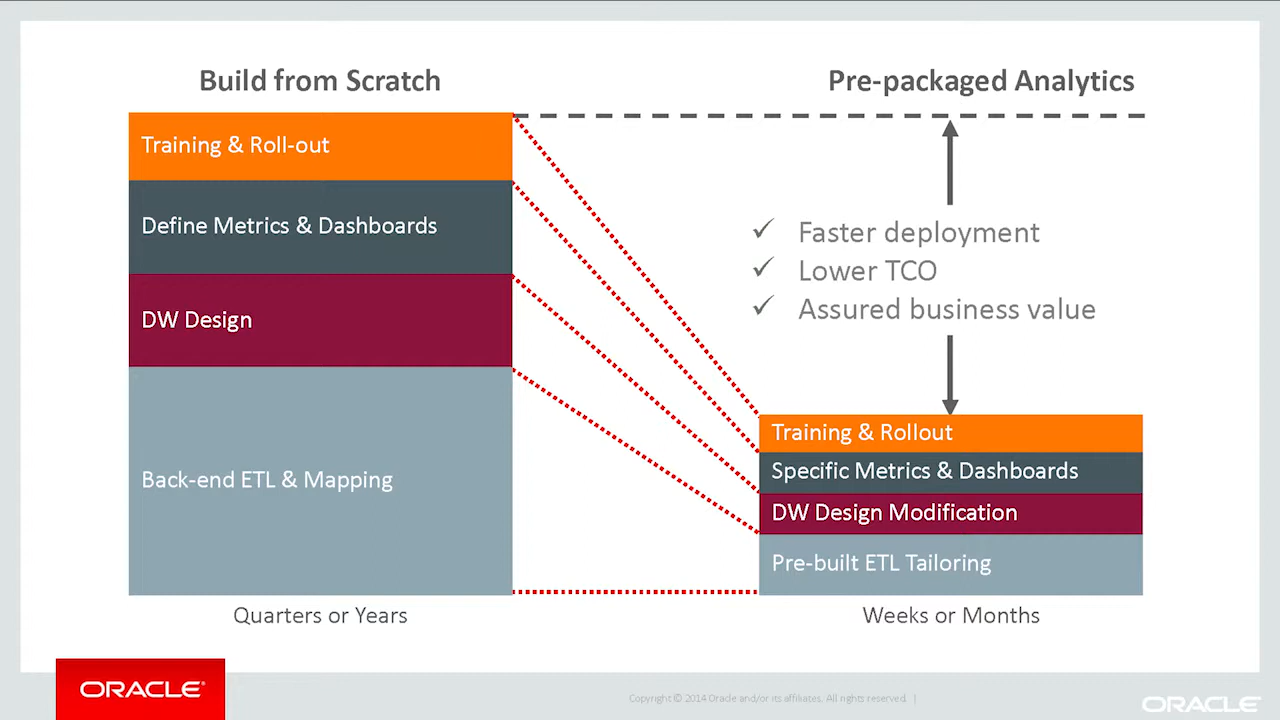 Build from Scratch
Pre-packaged Analytics
Training & Roll-out
Define Metrics & Dashboards
DW Design
Back-end ETL & Mapping
Quarters or Years
✓ Faster deployment
✓ Lower TCO
✓ Assured business value
Training & Rollout
Specific Metrics & Dashboards
DW Design Modification
Pre-built ETL Tailoring
Weeks or Months
ORACLE®
Copyright © 2014 Oracle and/or its affiliates. All rights reserved. |
ORACLE